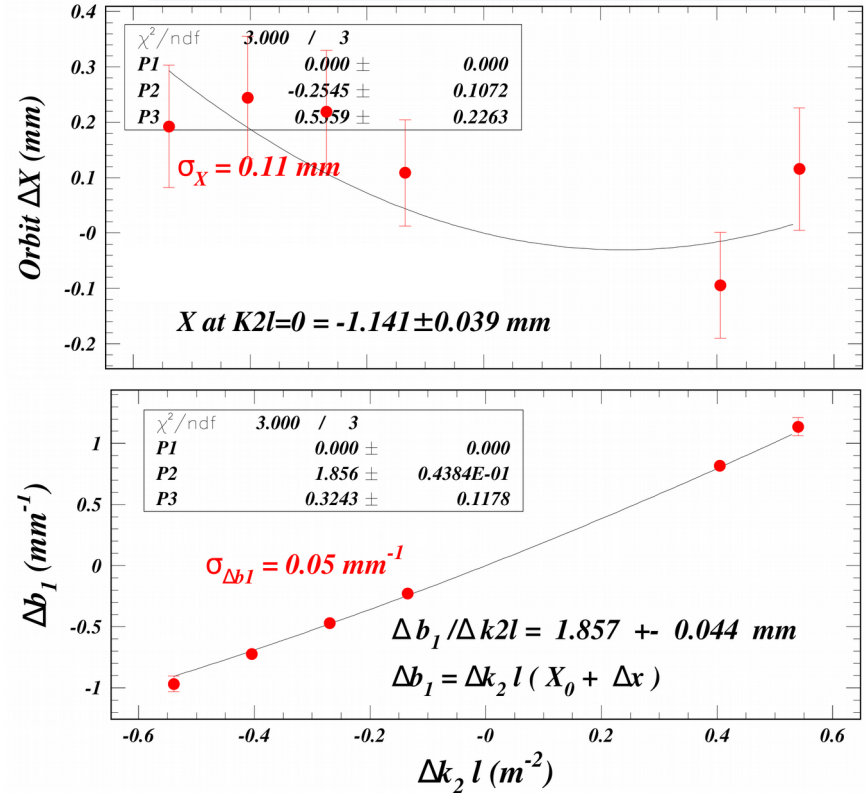 0.4
0.3
0.2
0.1
-0
-0.1
-0.2
Orbit ΔX (mm)
χ²/ndf 3.000 / 3
P1 0.000 ± 0.000
P2 -0.2545 ± 0.1072
P3 0.5359 ± 0.2263
σX = 0.11 mm
X at K2l=0 = -1.141±0.039 mm
1
0.5
0
-0.5
-1
Δb1 (mm⁻¹)
χ²/ndf 3.000 / 3
P1 0.000 ± 0.000
P2 1.856 ± 0.4384E-01
P3 0.3243 ± 0.1178
σΔb1 = 0.05 mm⁻¹
Δ b1 /Δ k2l = 1.857 +- 0.044 mm
Δb1 = Δk2 l ( X0 + Δx )
-0.6 -0.4 -0.2 -0 0.2 0.4 0.6
Δk2 l (m⁻²)